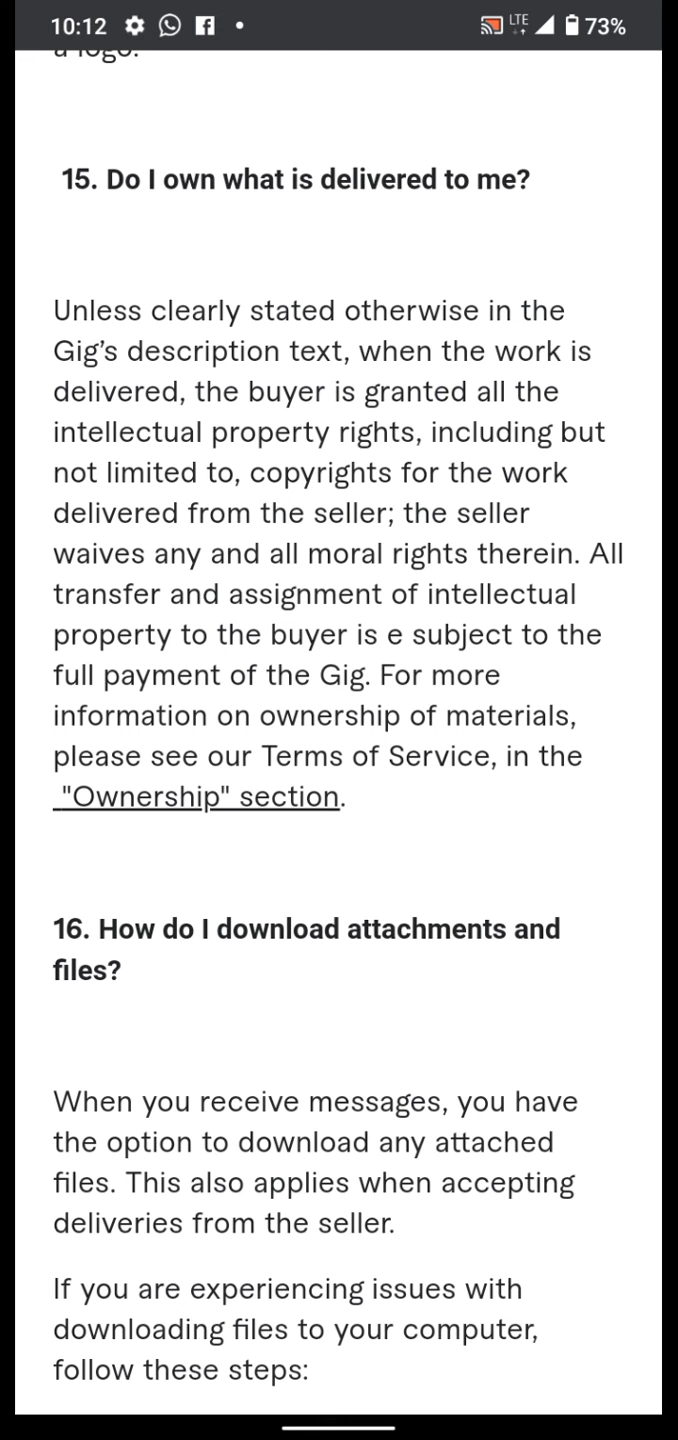 10:12
LTE
73%
a logo.
15. Do I own what is delivered to me?
Unless clearly stated otherwise in the
Gig’s description text, when the work is
delivered, the buyer is granted all the
intellectual property rights, including but
not limited to, copyrights for the work
delivered from the seller; the seller
waives any and all moral rights therein. All
transfer and assignment of intellectual
property to the buyer is e subject to the
full payment of the Gig. For more
information on ownership of materials,
please see our Terms of Service, in the
"Ownership" section.
16. How do I download attachments and
files?
When you receive messages, you have
the option to download any attached
files. This also applies when accepting
deliveries from the seller.
If you are experiencing issues with
downloading files to your computer,
follow these steps: